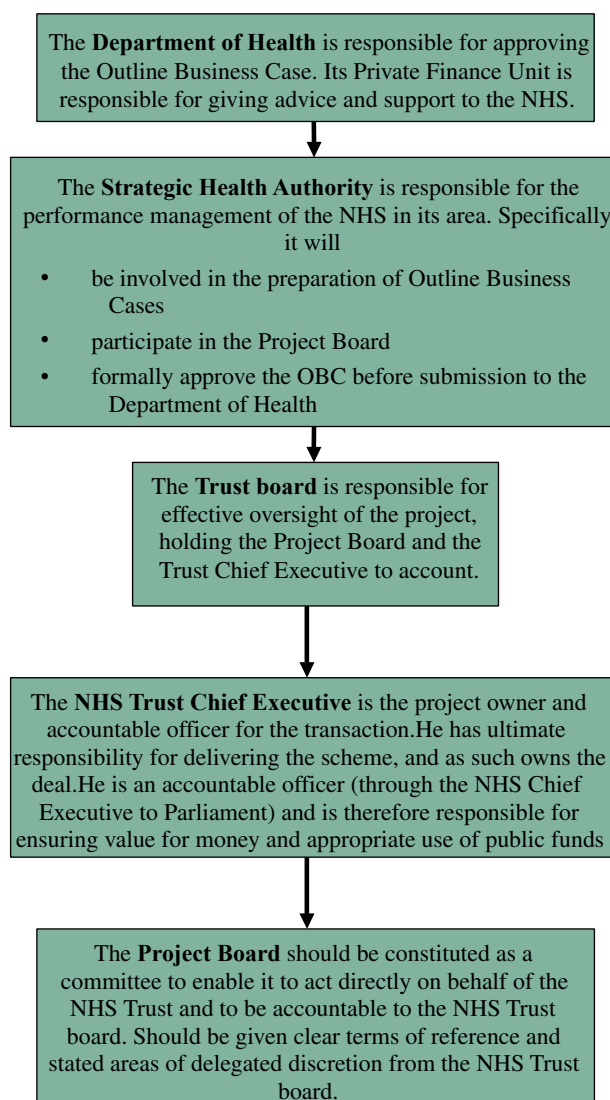 The Department of Health is responsible for approving
the Outline Business Case. Its Private Finance Unit is
responsible for giving advice and support to the NHS.
The Strategic Health Authority is responsible for the
performance management of the NHS in its area. Specifically
it will
• be involved in the preparation of Outline Business
Cases
• participate in the Project Board
• formally approve the OBC before submission to the
Department of Health
The Trust board is responsible for
effective oversight of the project,
holding the Project Board and the
Trust Chief Executive to account.
The NHS Trust Chief Executive is the project owner and
accountable officer for the transaction.He has ultimate
responsibility for delivering the scheme, and as such owns the
deal.He is an accountable officer (through the NHS Chief
Executive to Parliament) and is therefore responsible for
ensuring value for money and appropriate use of public funds
The Project Board should be constituted as a
committee to enable it to act directly on behalf of the
NHS Trust and to be accountable to the NHS Trust
board. Should be given clear terms of reference and
stated areas of delegated discretion from the NHS Trust
board.